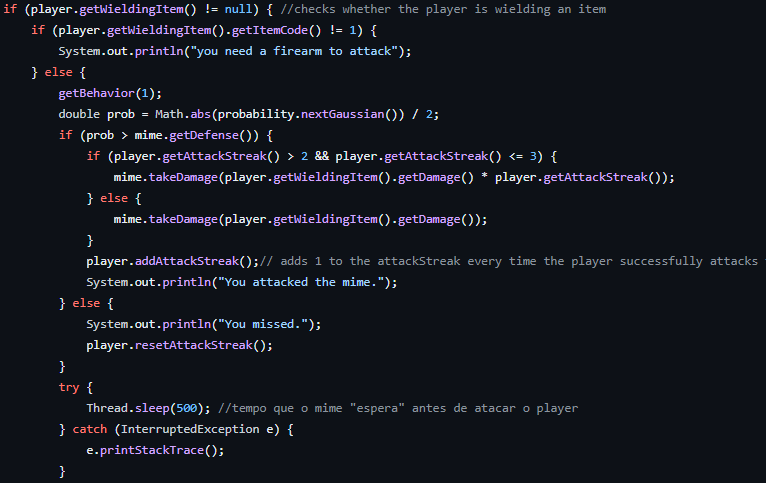 if (player.getWieldingItem() != null) { //checks whether the player is wielding an item
if (player.getWieldingItem().getItemCode() != 1) {
System.out.println("you need a firearm to attack");
} else {
getBehavior(1);
double prob = Math.abs(probability.nextGaussian()) / 2;
if (prob > mime.getDefense()) {
if (player.getAttackStreak() > 2 && player.getAttackStreak() <= 3) {
mime.takeDamage(player.getWieldingItem().getDamage() * player.getAttackStreak());
} else {
mime.takeDamage(player.getWieldingItem().getDamage());
}
player.addAttackStreak();// adds 1 to the attackStreak every time the player successfully attacks
System.out.println("You attacked the mime.");
} else {
System.out.println("You missed.");
player.resetAttackStreak();
}
try {
Thread.sleep(500); //tempo que o mime "espera" antes de atacar o player
} catch (InterruptedException e) {
e.printStackTrace();
}